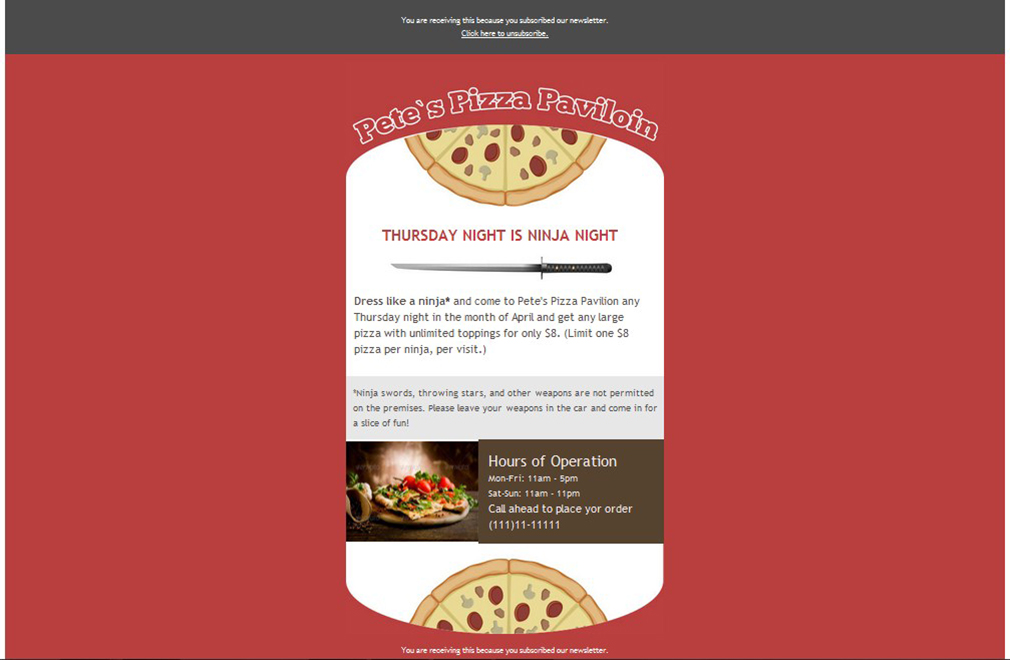 You are receiving this because you subscribed our newsletter.
Click here to unsubscribe.
Pete`s Pizza Paviloin
THURSDAY NIGHT IS NINJA NIGHT
Dress like a ninja* and come to Pete's Pizza Pavilion any
Thursday night in the month of April and get any large
pizza with unlimited toppings for only $8. (Limit one $8
pizza per ninja, per visit.)
*Ninja swords, throwing stars, and other weapons are not permitted
on the premises. Please leave your weapons in the car and come in for
a slice of fun!
Hours of Operation
Mon-Fri: 11am - 5pm
Sat-Sun: 11am - 11pm
Call ahead to place yor order
(111)11-11111
You are receiving this because you subscribed our newsletter.